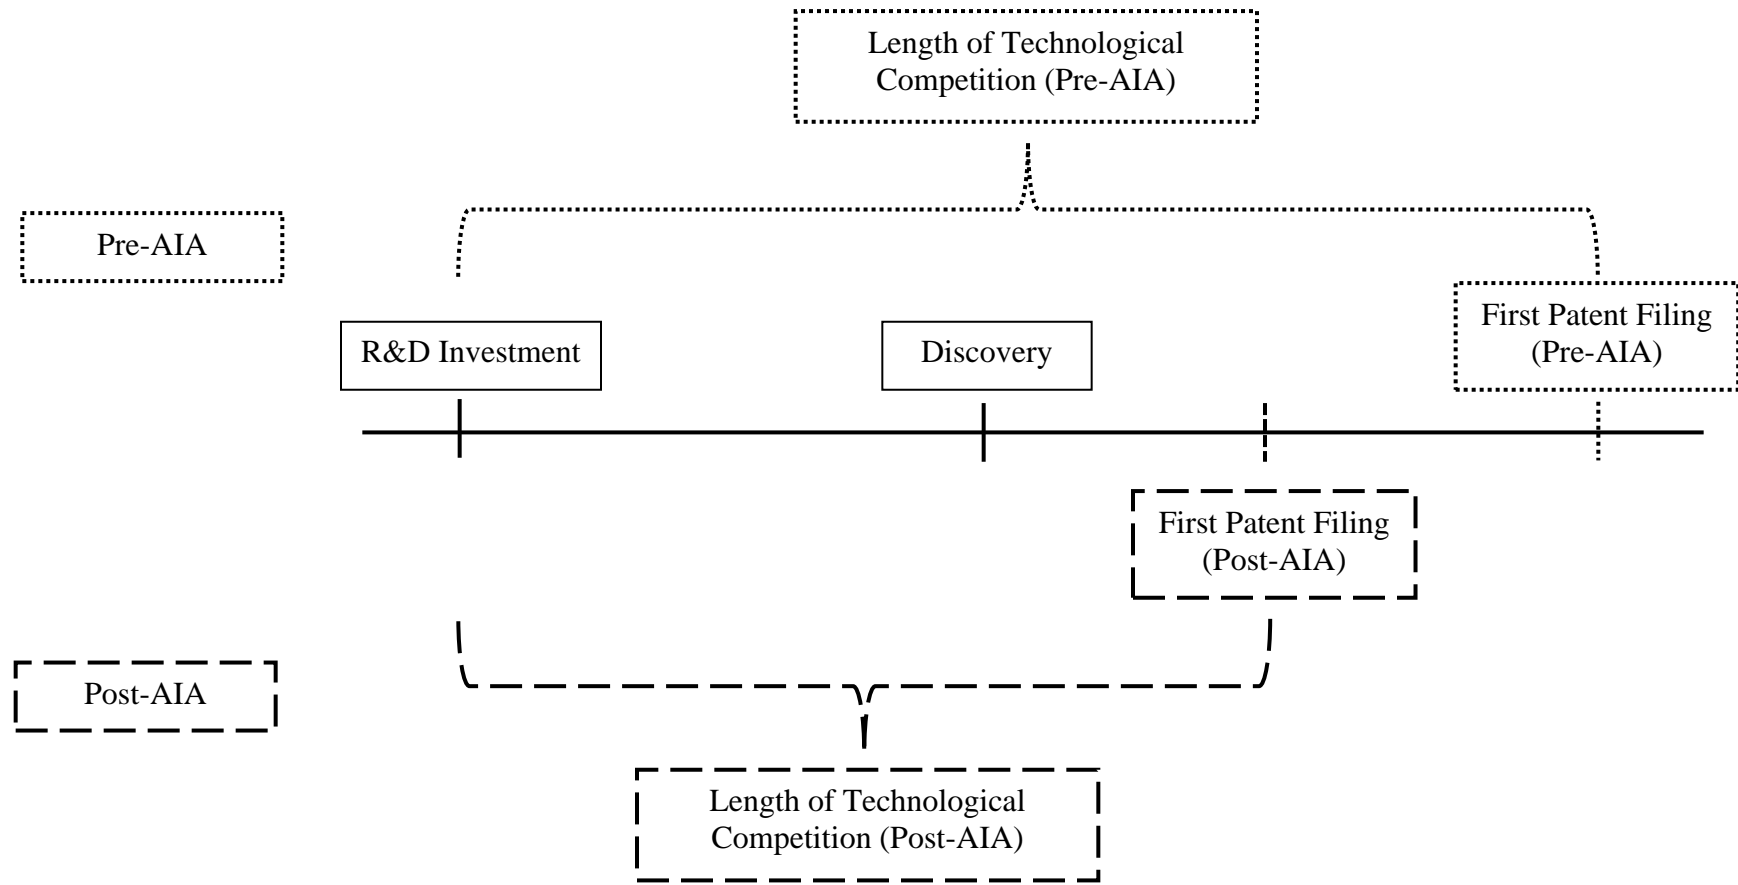 Length of Technological
Competition (Pre-AIA)
Pre-AIA
First Patent Filing
(Pre-AIA)
R&D Investment
Discovery
First Patent Filing
(Post-AIA)
Post-AIA
Length of Technological
Competition (Post-AIA)